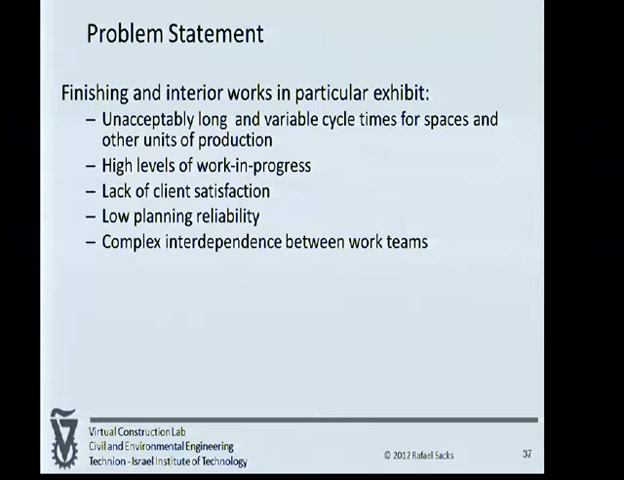 Problem Statement
Finishing and interior works in particular exhibit:
– Unacceptably long and variable cycle times for spaces and
other units of production
– High levels of work-in-progress
– Lack of client satisfaction
– Low planning reliability
– Complex interdependence between work teams
Virtual Construction Lab
Civil and Environmental Engineering
Technion - Israel Institute of Technology
© 2012 Rafael Sacks
37